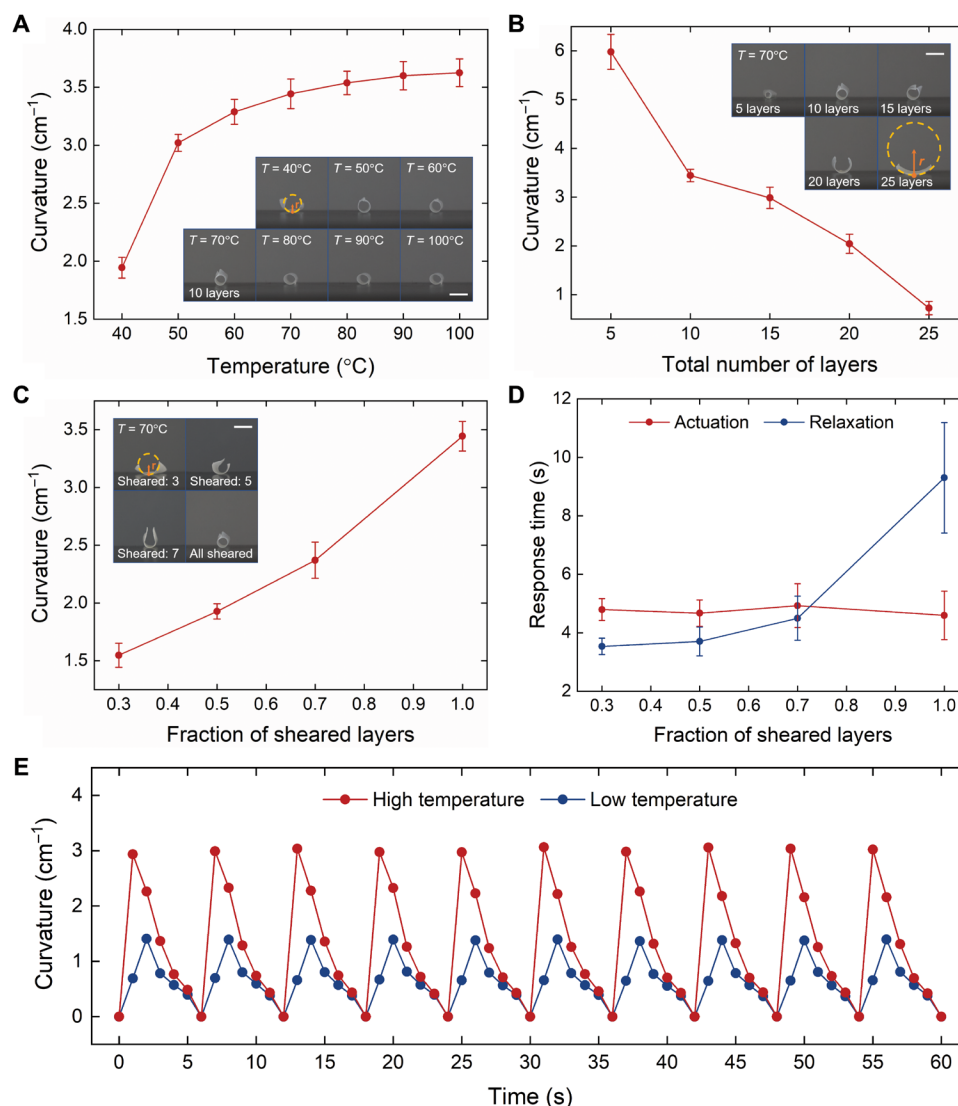 A
Curvature (cm⁻¹)
4.0
3.5
3.0
2.5
2.0
1.5
40 50 60 70 80 90 100
Temperature (°C)
T = 40°C T = 50°C T = 60°C
r
T = 70°C T = 80°C T = 90°C T = 100°C
10 layers
B
Curvature (cm⁻¹)
6
5
4
3
2
1
5 10 15 20 25
Total number of layers
T = 70°C
5 layers 10 layers 15 layers
r
20 layers 25 layers
C
Curvature (cm⁻¹)
3.5
3.0
2.5
2.0
1.5
0.3 0.4 0.5 0.6 0.7 0.8 0.9 1.0
Fraction of sheared layers
T = 70°C
r
Sheared: 3 Sheared: 5
Sheared: 7 All sheared
D
Response time (s)
12
10
8
6
4
2
Actuation Relaxation
0.3 0.4 0.5 0.6 0.7 0.8 0.9 1.0
Fraction of sheared layers
E
Curvature (cm⁻¹)
4
3
2
1
0
High temperature Low temperature
0 5 10 15 20 25 30 35 40 45 50 55 60
Time (s)